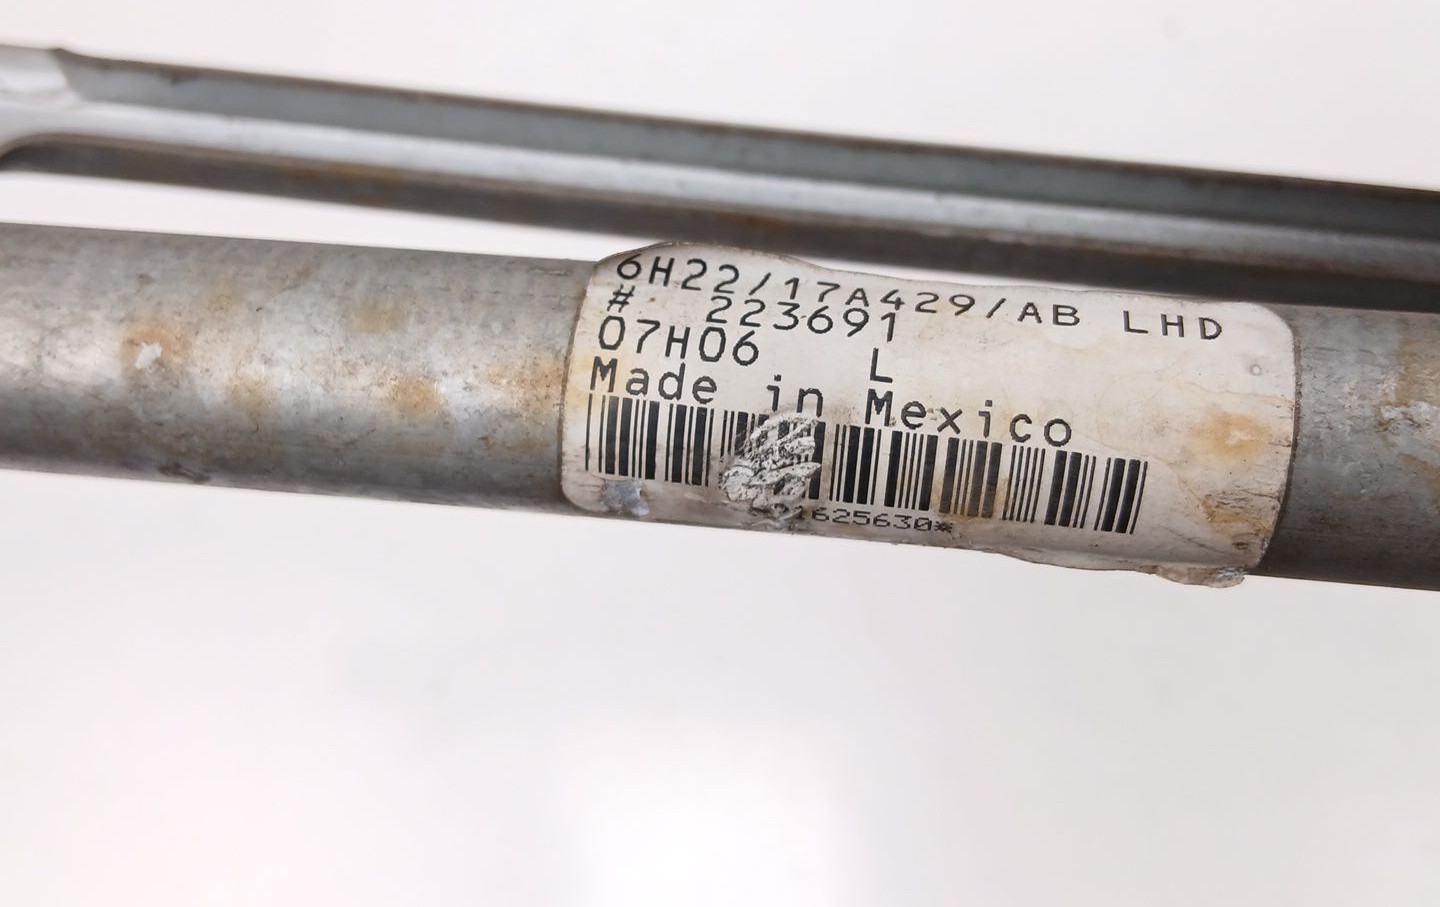 6H22/17A429/AB LHD
# 223691
07H06 L
Made in Mexico